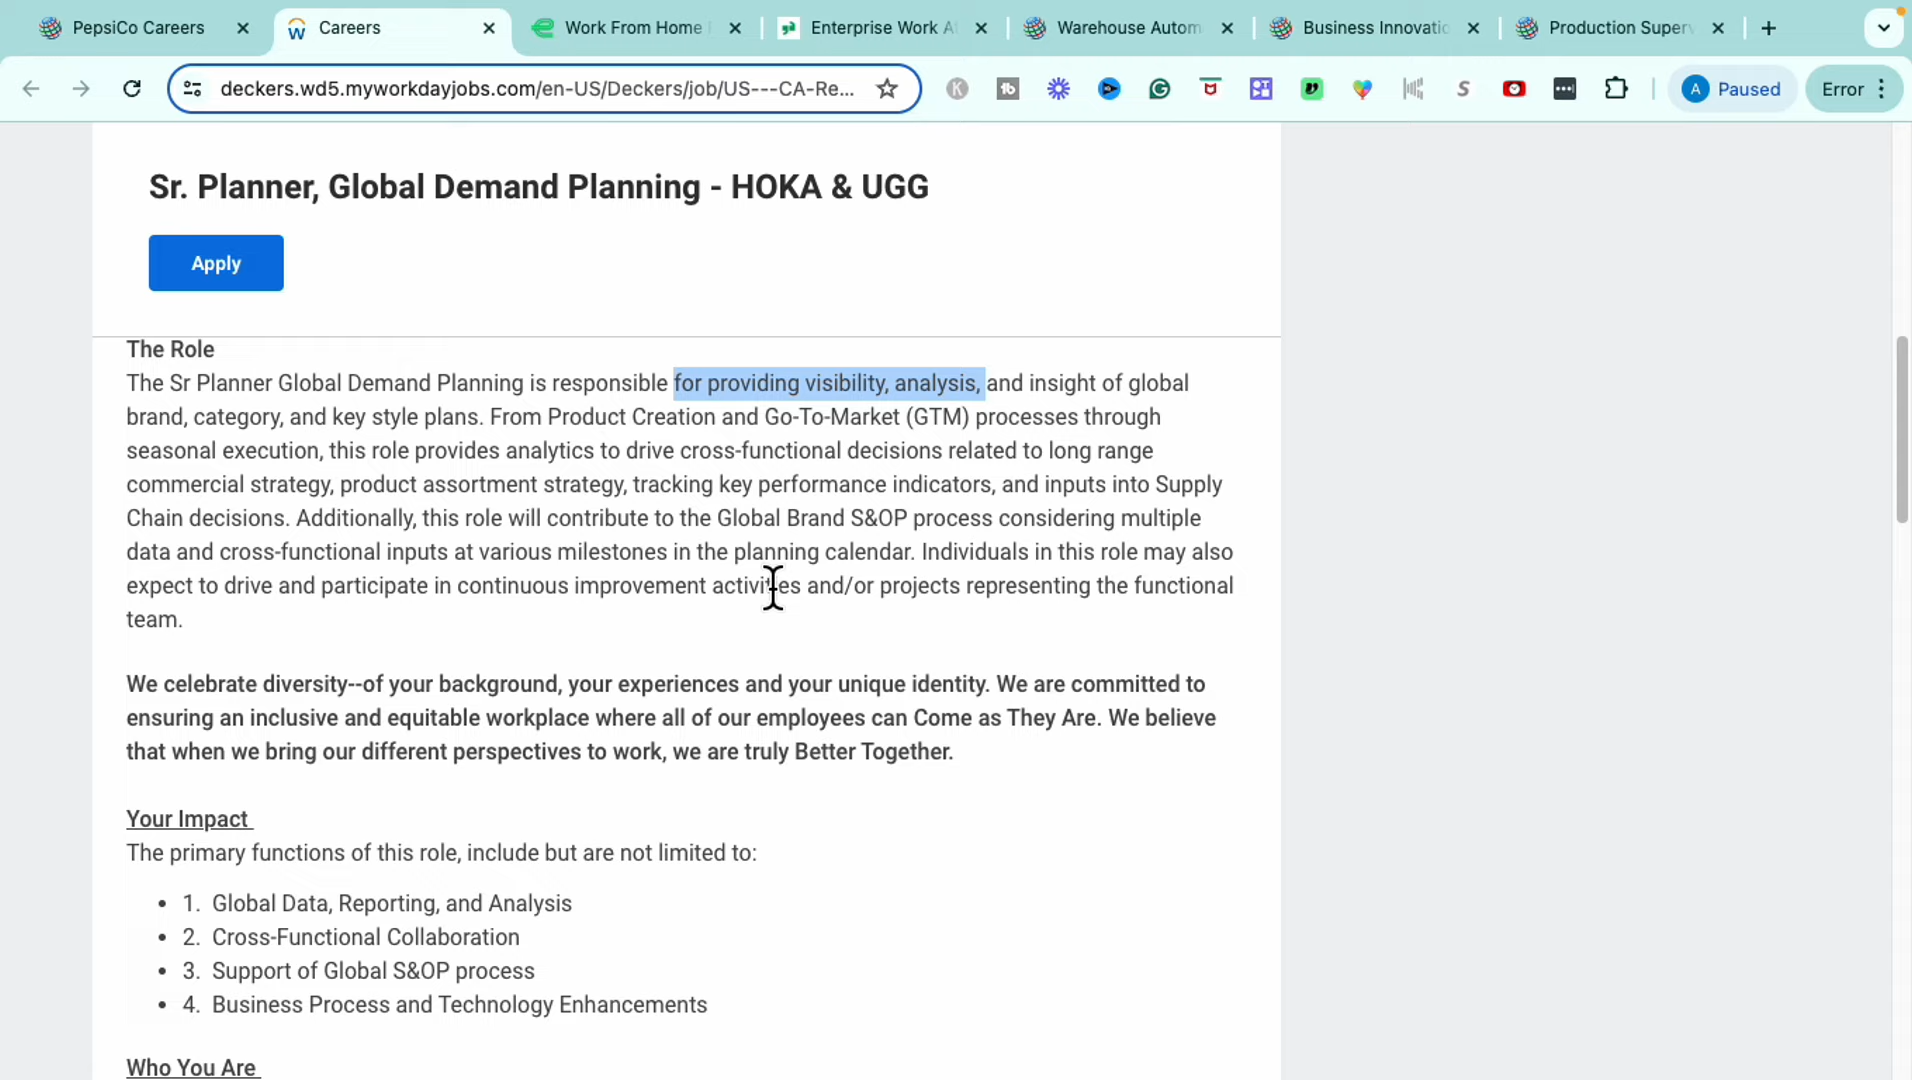 PepsiCo Careers
Careers
Work From Home
Enterprise Work At
Warehouse Autom
Business Innovatic
Production Superv
deckers.wd5.myworkdayjobs.com/en-US/Deckers/job/US---CA-Re...
A Paused
Error
Sr. Planner, Global Demand Planning - HOKA & UGG
Apply
The Role
The Sr Planner Global Demand Planning is responsible for providing visibility, analysis, and insight of global
brand, category, and key style plans. From Product Creation and Go-To-Market (GTM) processes through
seasonal execution, this role provides analytics to drive cross-functional decisions related to long range
commercial strategy, product assortment strategy, tracking key performance indicators, and inputs into Supply
Chain decisions. Additionally, this role will contribute to the Global Brand S&OP process considering multiple
data and cross-functional inputs at various milestones in the planning calendar. Individuals in this role may also
expect to drive and participate in continuous improvement activities and/or projects representing the functional
team.
We celebrate diversity--of your background, your experiences and your unique identity. We are committed to
ensuring an inclusive and equitable workplace where all of our employees can Come as They Are. We believe
that when we bring our different perspectives to work, we are truly Better Together.
Your Impact
The primary functions of this role, include but are not limited to:
• 1. Global Data, Reporting, and Analysis
• 2. Cross-Functional Collaboration
• 3. Support of Global S&OP process
• 4. Business Process and Technology Enhancements
Who You Are